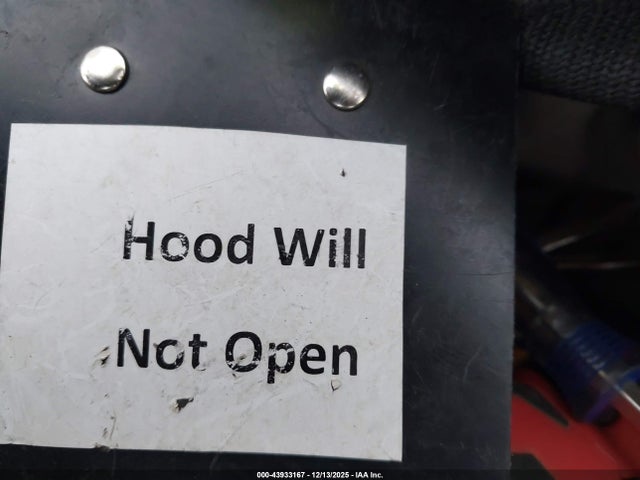 Hood Will
Not Open
000-43933167 - 12/13/2025 - IAA Inc.